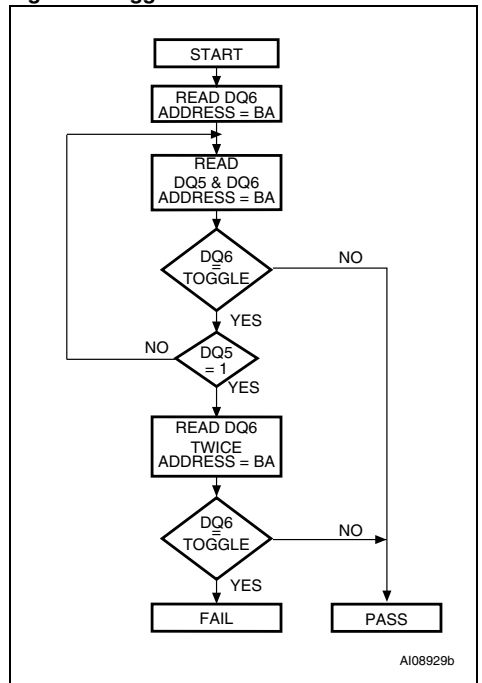 START
READ DQ6
ADDRESS = BA
READ
DQ5 & DQ6
ADDRESS = BA
DQ6
=
TOGGLE
NO
YES
NO
DQ5
= 1
YES
READ DQ6
TWICE
ADDRESS = BA
DQ6
=
TOGGLE
NO
YES
FAIL
PASS
AI08929b